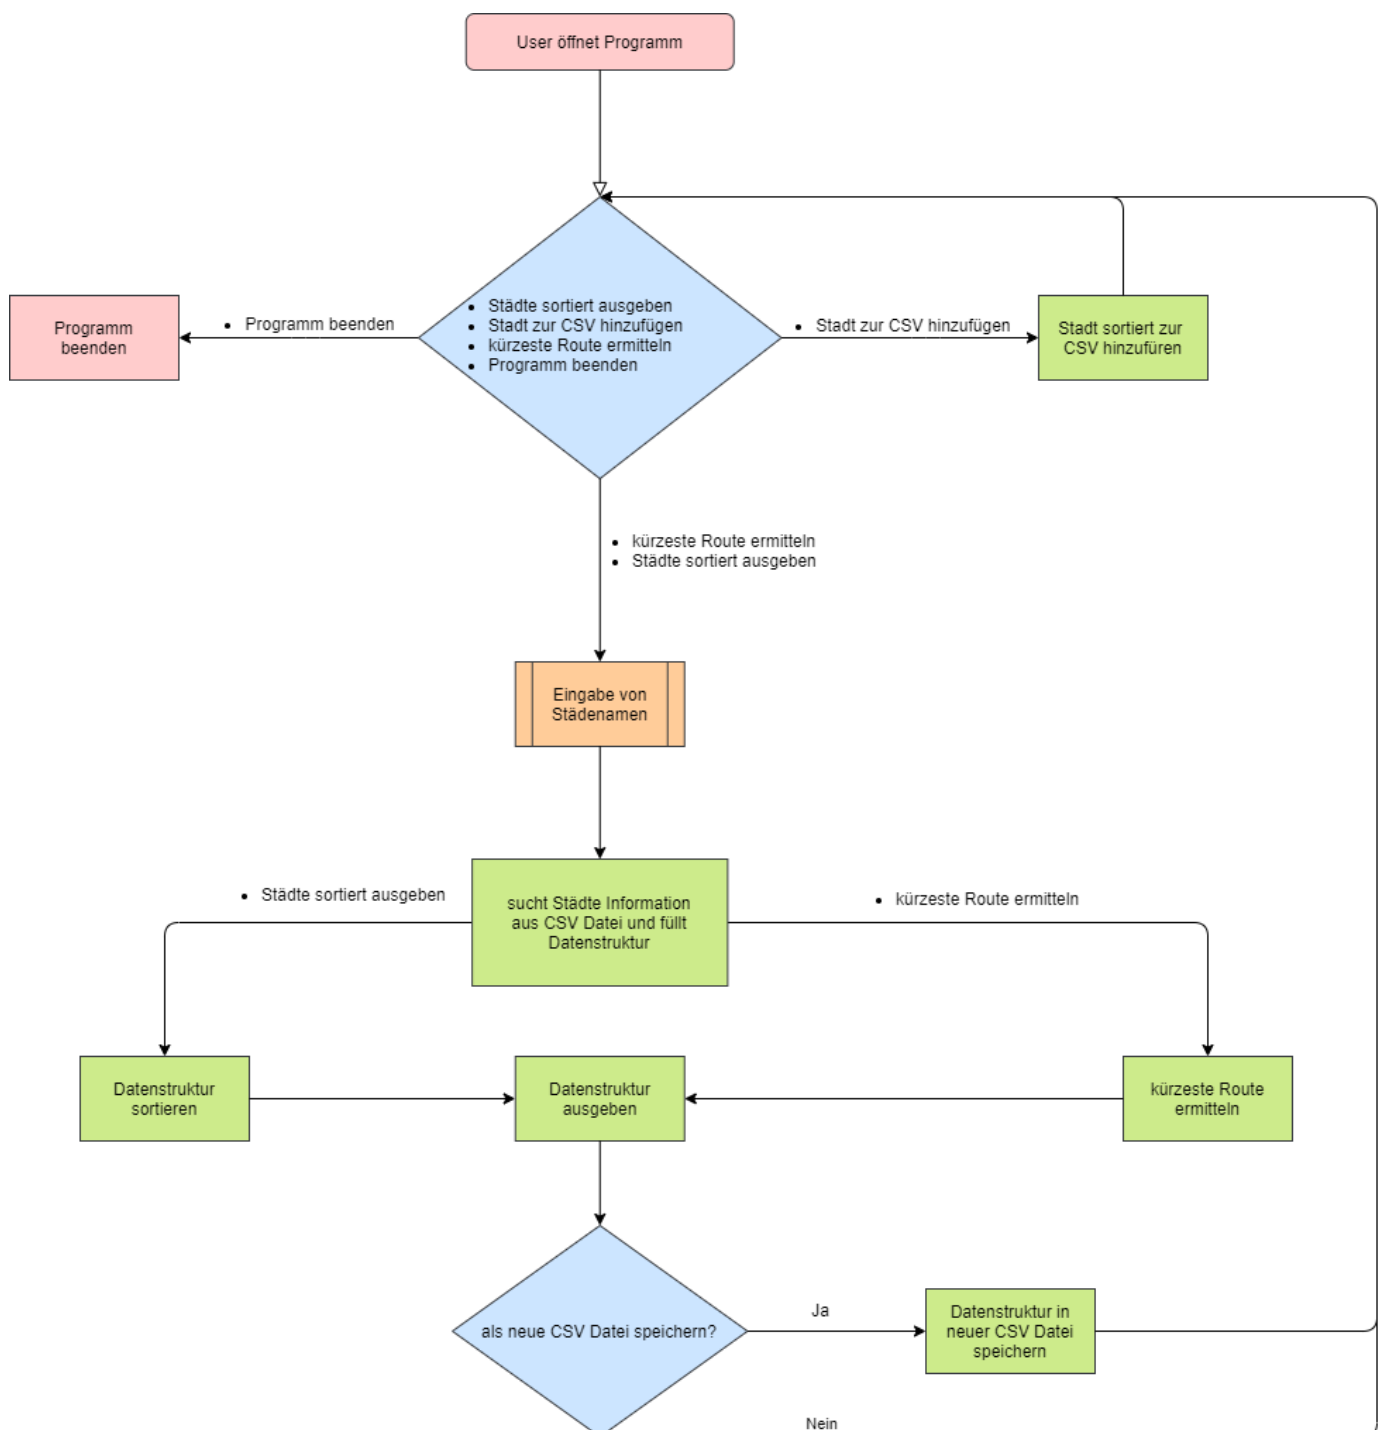 User öffnet Programm
• Städte sortiert ausgeben
• Stadt zur CSV hinzufügen
• kürzeste Route ermitteln
• Programm beenden
• Programm beenden
Programm
beenden
• Stadt zur CSV hinzufügen
Stadt sortiert zur
CSV hinzufüren
• kürzeste Route ermitteln
• Städte sortiert ausgeben
Eingabe von
Städenamen
sucht Städte Information
aus CSV Datei und füllt
Datenstruktur
• Städte sortiert ausgeben
• kürzeste Route ermitteln
Datenstruktur
sortieren
Datenstruktur
ausgeben
kürzeste Route
ermitteln
als neue CSV Datei speichern?
Ja
Datenstruktur in
neuer CSV Datei
speichern
Nein